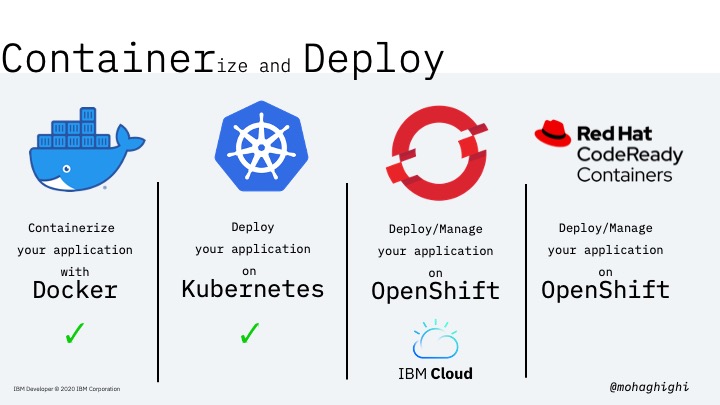 Containerize and Deploy
Red Hat
CodeReady
Containers
Containerize
your application
with
Docker
✓
Deploy
your application
on
Kubernetes
✓
Deploy/Manage
your application
on
OpenShift
IBM Cloud
Deploy/Manage
your application
on
OpenShift
IBM Developer © 2020 IBM Corporation
@mohaghighi